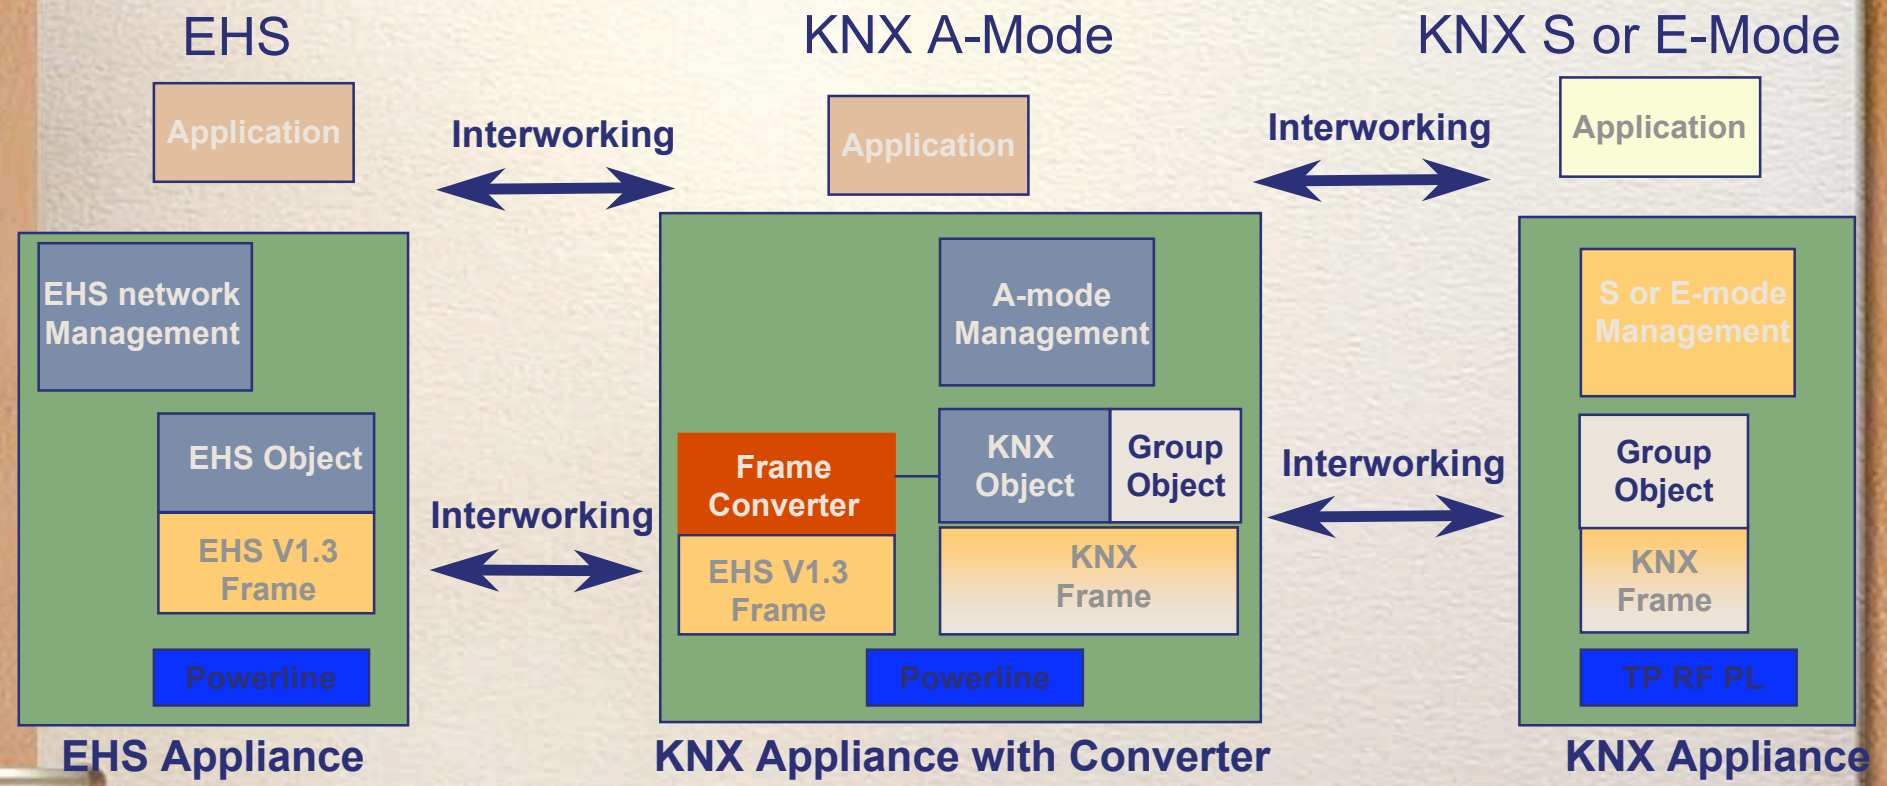 EHS
KNX A-Mode
KNX S or E-Mode
Application
Interworking
Application
Interworking
Application
EHS network
Management
EHS Object
EHS V1.3
Frame
Powerline
EHS Appliance
Interworking
A-mode
Management
Frame
Converter
KNX
Object
Group
Object
EHS V1.3
Frame
KNX
Frame
Powerline
KNX Appliance with Converter
Interworking
S or E-mode
Management
Group
Object
KNX
Frame
TP RF PL
KNX Appliance